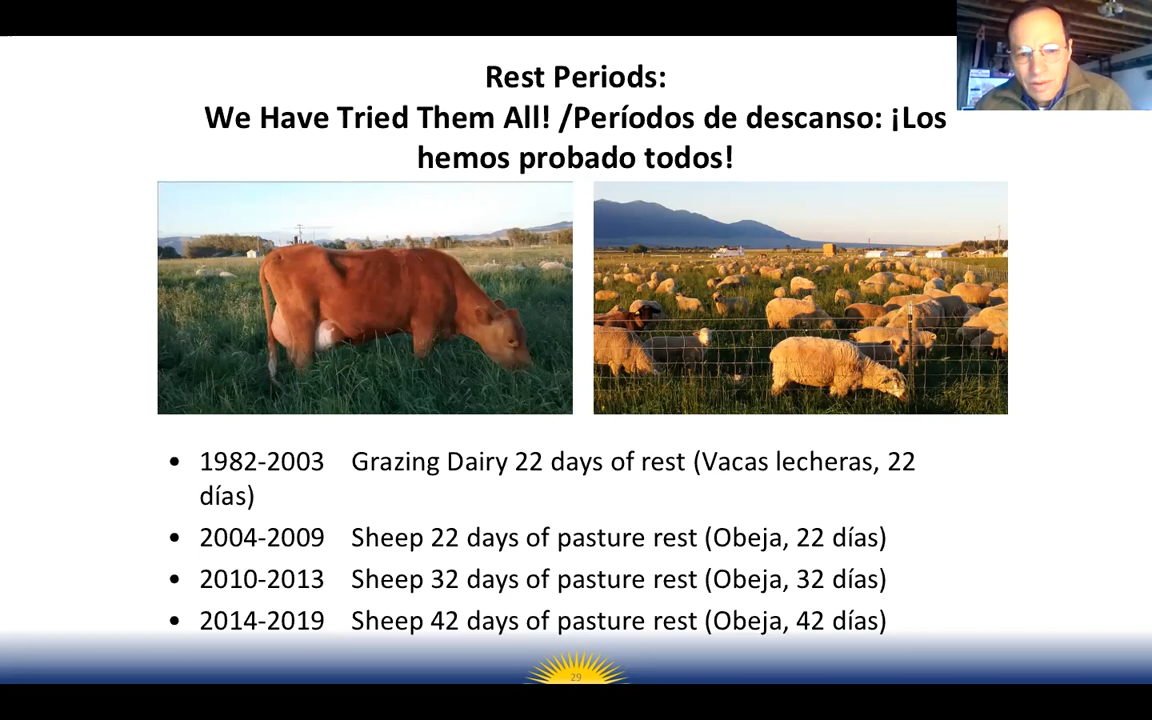 Rest Periods:
We Have Tried Them All! /Períodos de descanso: ¡Los
hemos probado todos!
• 1982-2003 Grazing Dairy 22 days of rest (Vacas lecheras, 22
días)
• 2004-2009 Sheep 22 days of pasture rest (Obeja, 22 días)
• 2010-2013 Sheep 32 days of pasture rest (Obeja, 32 días)
• 2014-2019 Sheep 42 days of pasture rest (Obeja, 42 días)
29